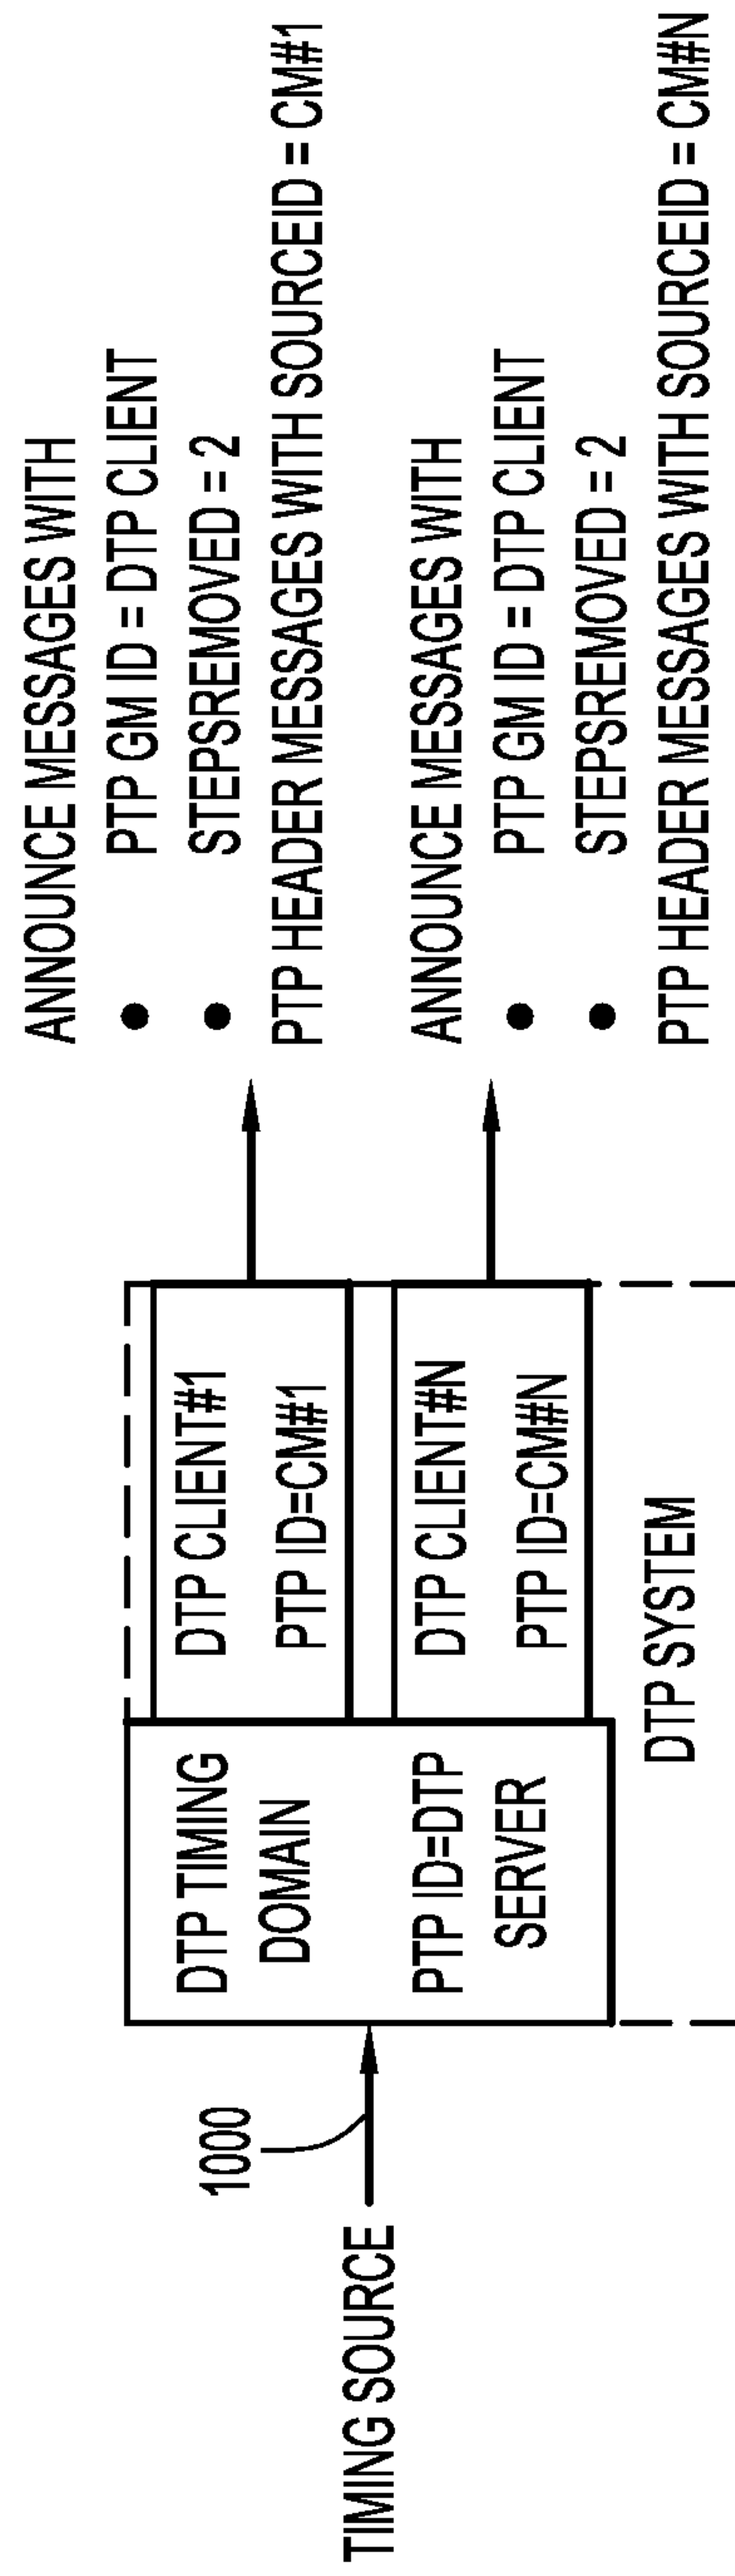 TIMING SOURCE
1000
DTP TIMING
DOMAIN
PTP ID=DTP
SERVER
DTP CLIENT#1
PTP ID=CM#1
DTP CLIENT#N
PTP ID=CM#N
DTP SYSTEM
ANNOUNCE MESSAGES WITH
• PTP GM ID = DTP CLIENT
• STEPSREMOVED = 2
PTP HEADER MESSAGES WITH SOURCEID = CM#1
ANNOUNCE MESSAGES WITH
• PTP GM ID = DTP CLIENT
• STEPSREMOVED = 2
PTP HEADER MESSAGES WITH SOURCEID = CM#N